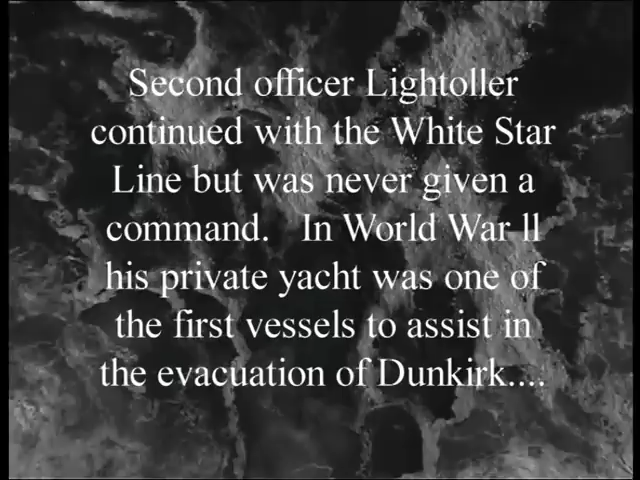 Second officer Lightoller
continued with the White Star
Line but was never given a
command.   In World War ll
his private yacht was one of
the first vessels to assist in
the evacuation of Dunkirk....